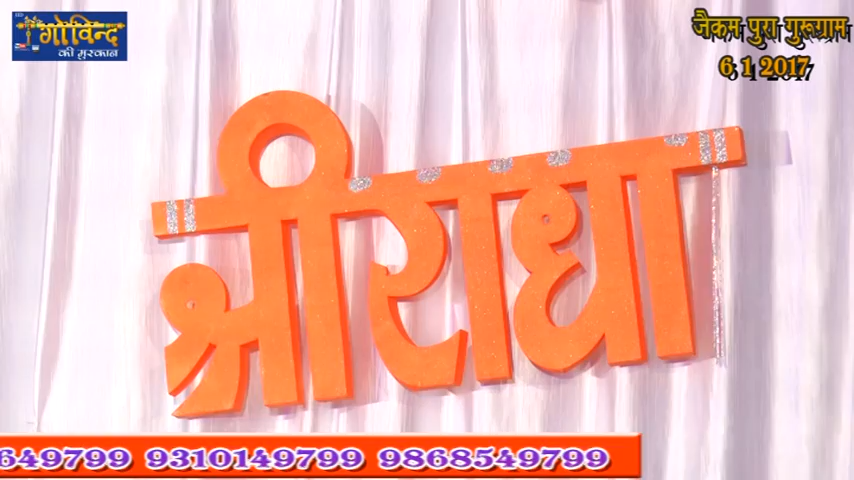 गोविन्द
की मुस्कान
जैकम पुरा गुरूग्राम
6 1 2017
श्रीराधा
649799 9310149799 9868549799